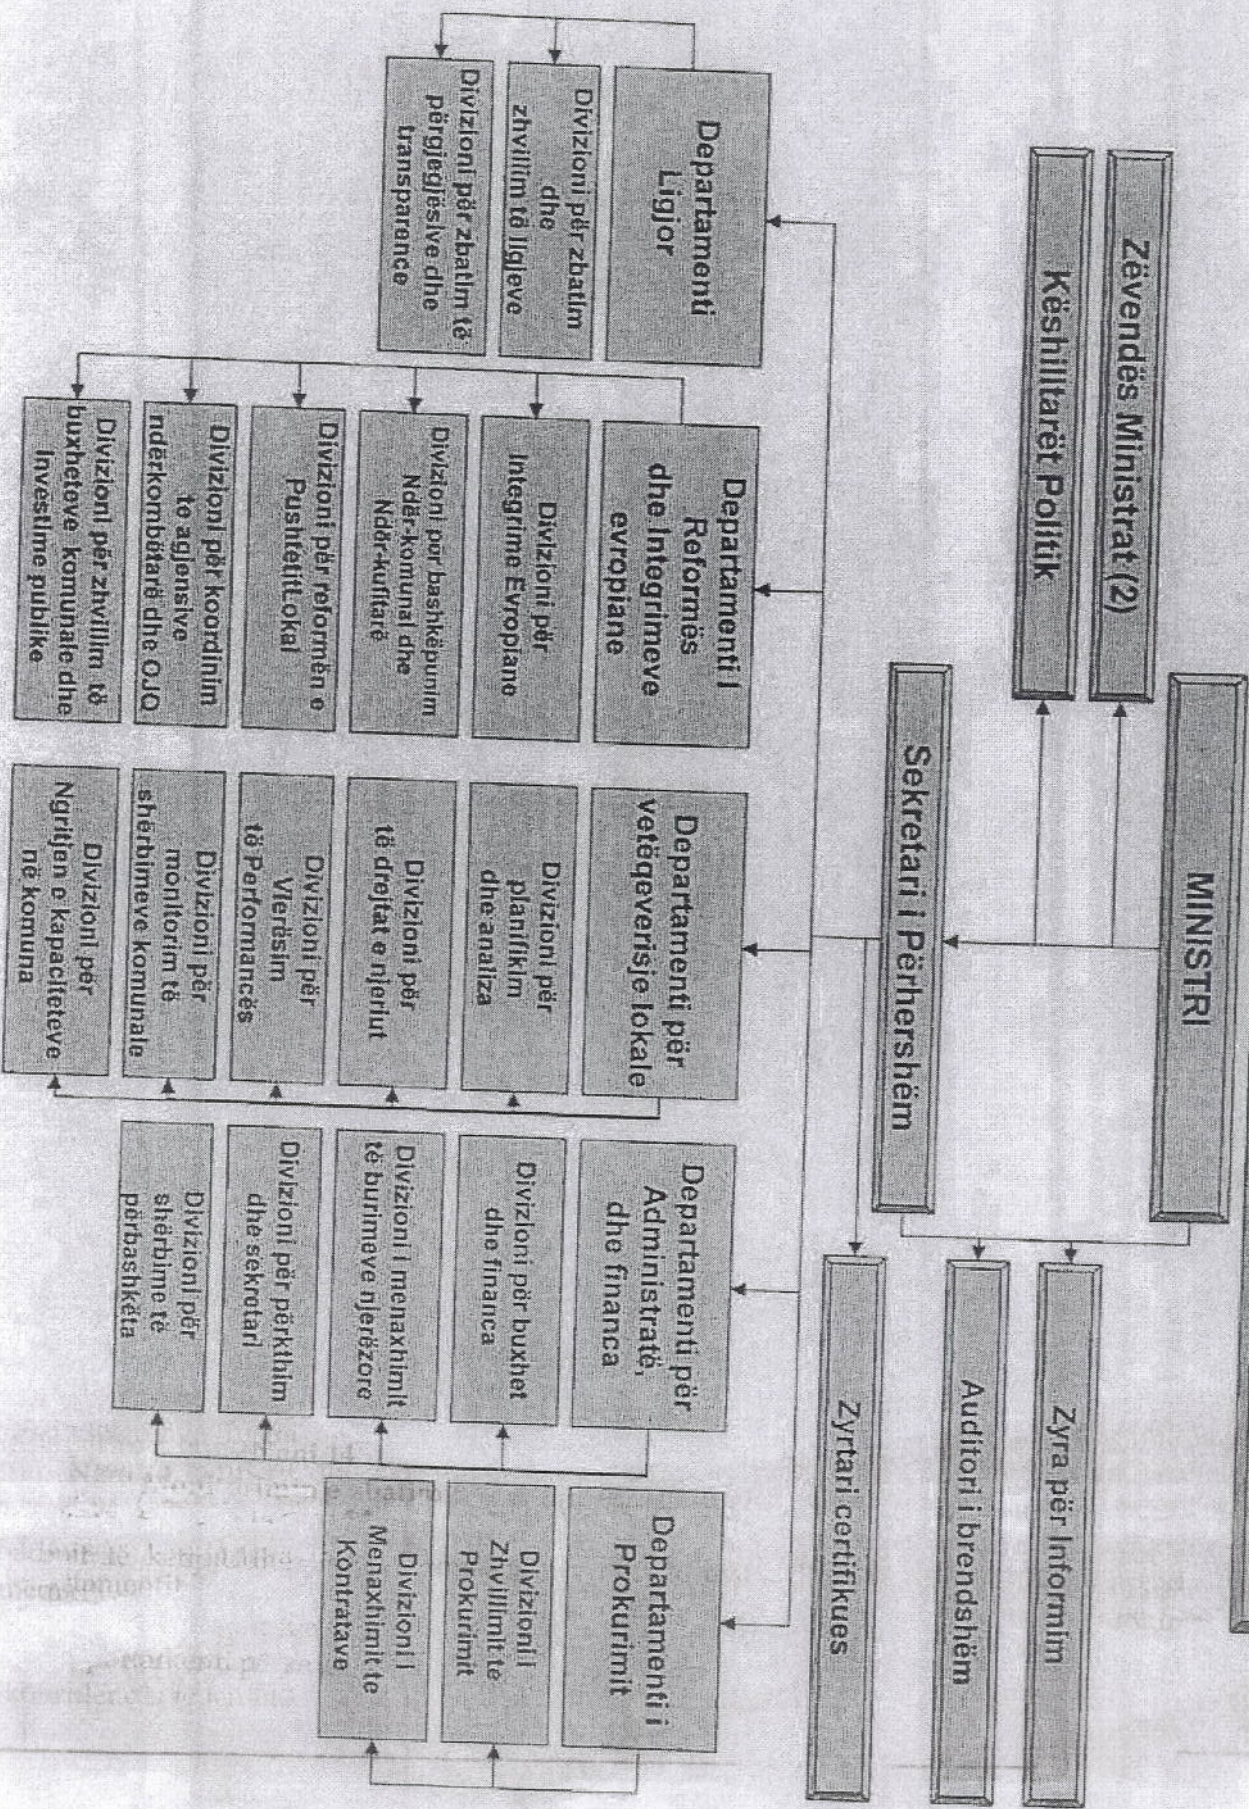 MINISTRI
Zëvendës Ministrat (2)
Këshilltarët Politik
Zyra për Informim
Auditori i brendshëm
Sekretari i Përhershëm
Zyrtari certifikues
Departamenti
Ligjor
Divizioni për zbatim
dhe
zhvillim të ligjeve
Divizioni për zbatim të
përgjegjësive dhe
transparence
Departamenti i
Reformës
dhe Integrimeve
evropiane
Divizioni për
Integrime Evropiane
Divizioni për bashkëpunim
Ndër-komunal dhe
Ndër-kufitarë
Divizioni për reformën e
PushtetitLokal
Divizioni për koordinim
te agjensive
ndërkombëtarë dhe OJQ
Divizioni për zhvillim të
buxheteve komunale dhe
Investime publike
Departamenti për
vetëqeverisje lokale
Divizioni për
planifikim
dhe analiza
Divizioni për
të drejtat e njeriut
Divizioni për
Vlerësim
të Performancës
Divizioni për
monitorim të
shërbimeve komunale
Divizioni për
Ngritjen e kapaciteteve
në komuna
Departamenti për
Administratë,
dhe financa
Divizioni për buxhet
dhe financa
Divizioni i menaxhimit
të burimeve njerëzore
Divizioni për përkthim
dhe sekretari
Divizioni për
shërbime të
përbashkëta
Departamenti i
Prokurimit
Divizioni i
Zhvillimit te
Prokurimit
Divizioni i
Menaxhimit te
Kontratave